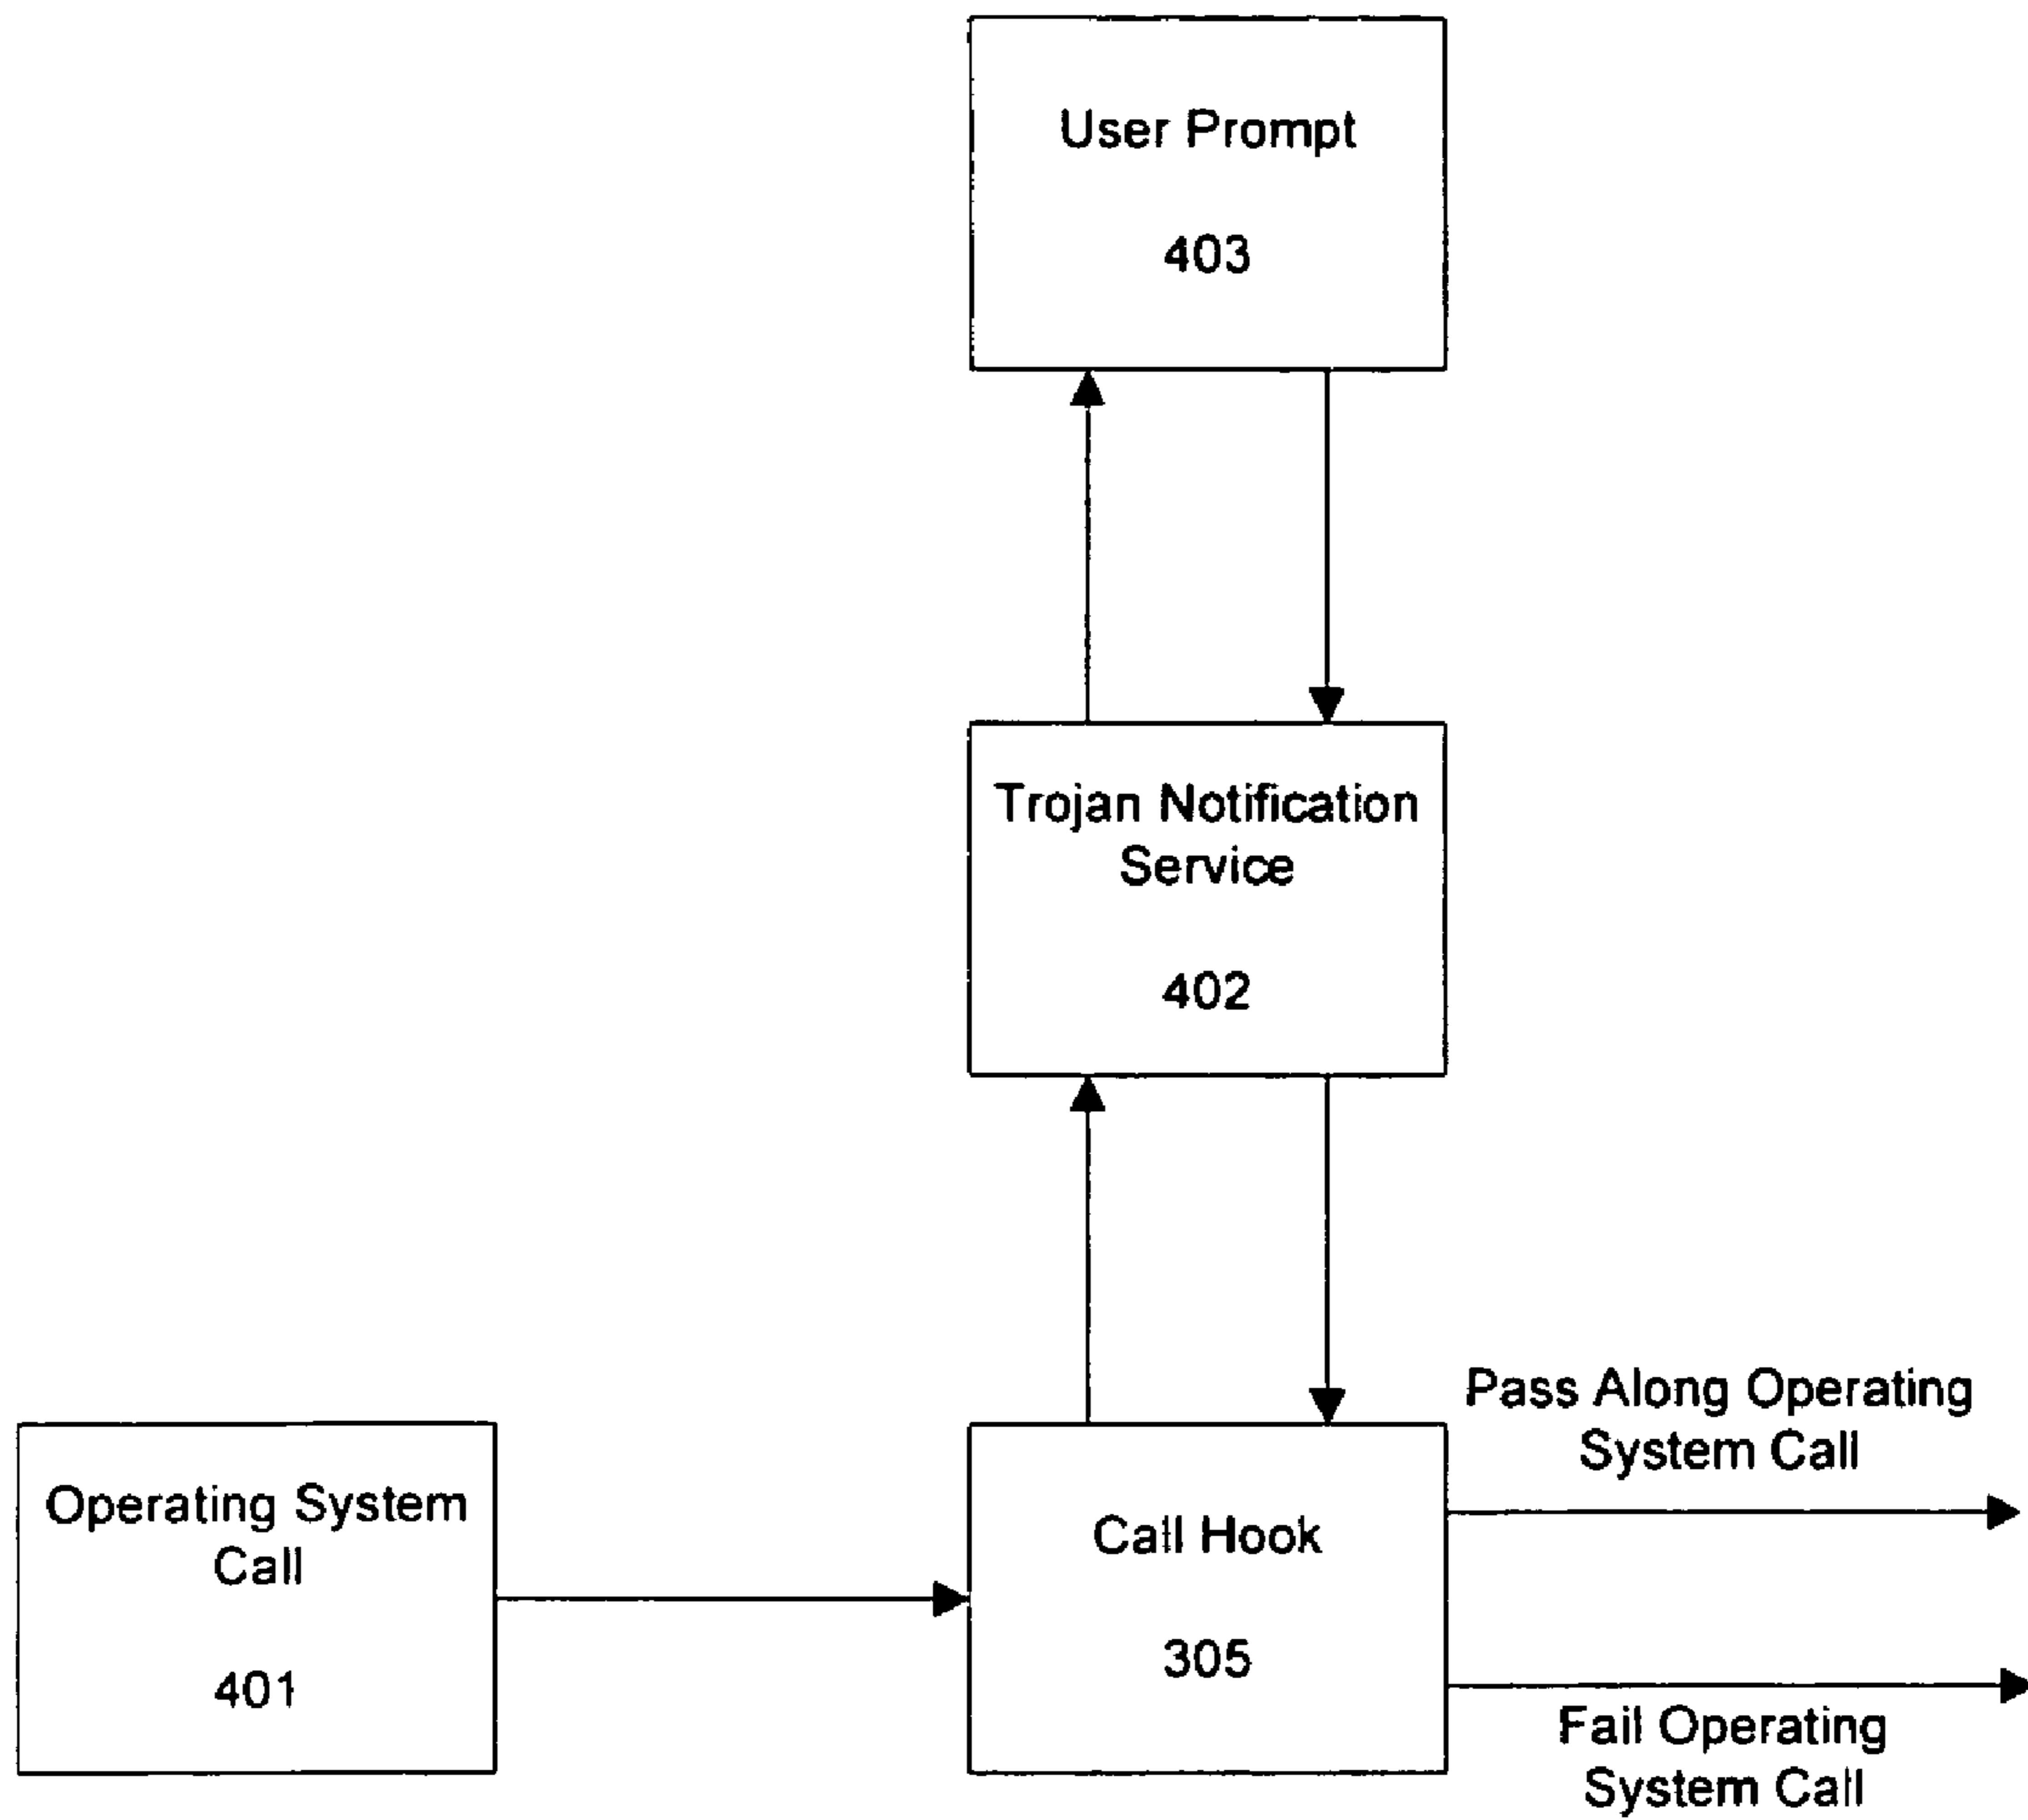 User Prompt
403
Trojan Notification
Service
402
Pass Along Operating
System Call
Operating System
Call
401
Call Hook
305
Fail Operating
System Call